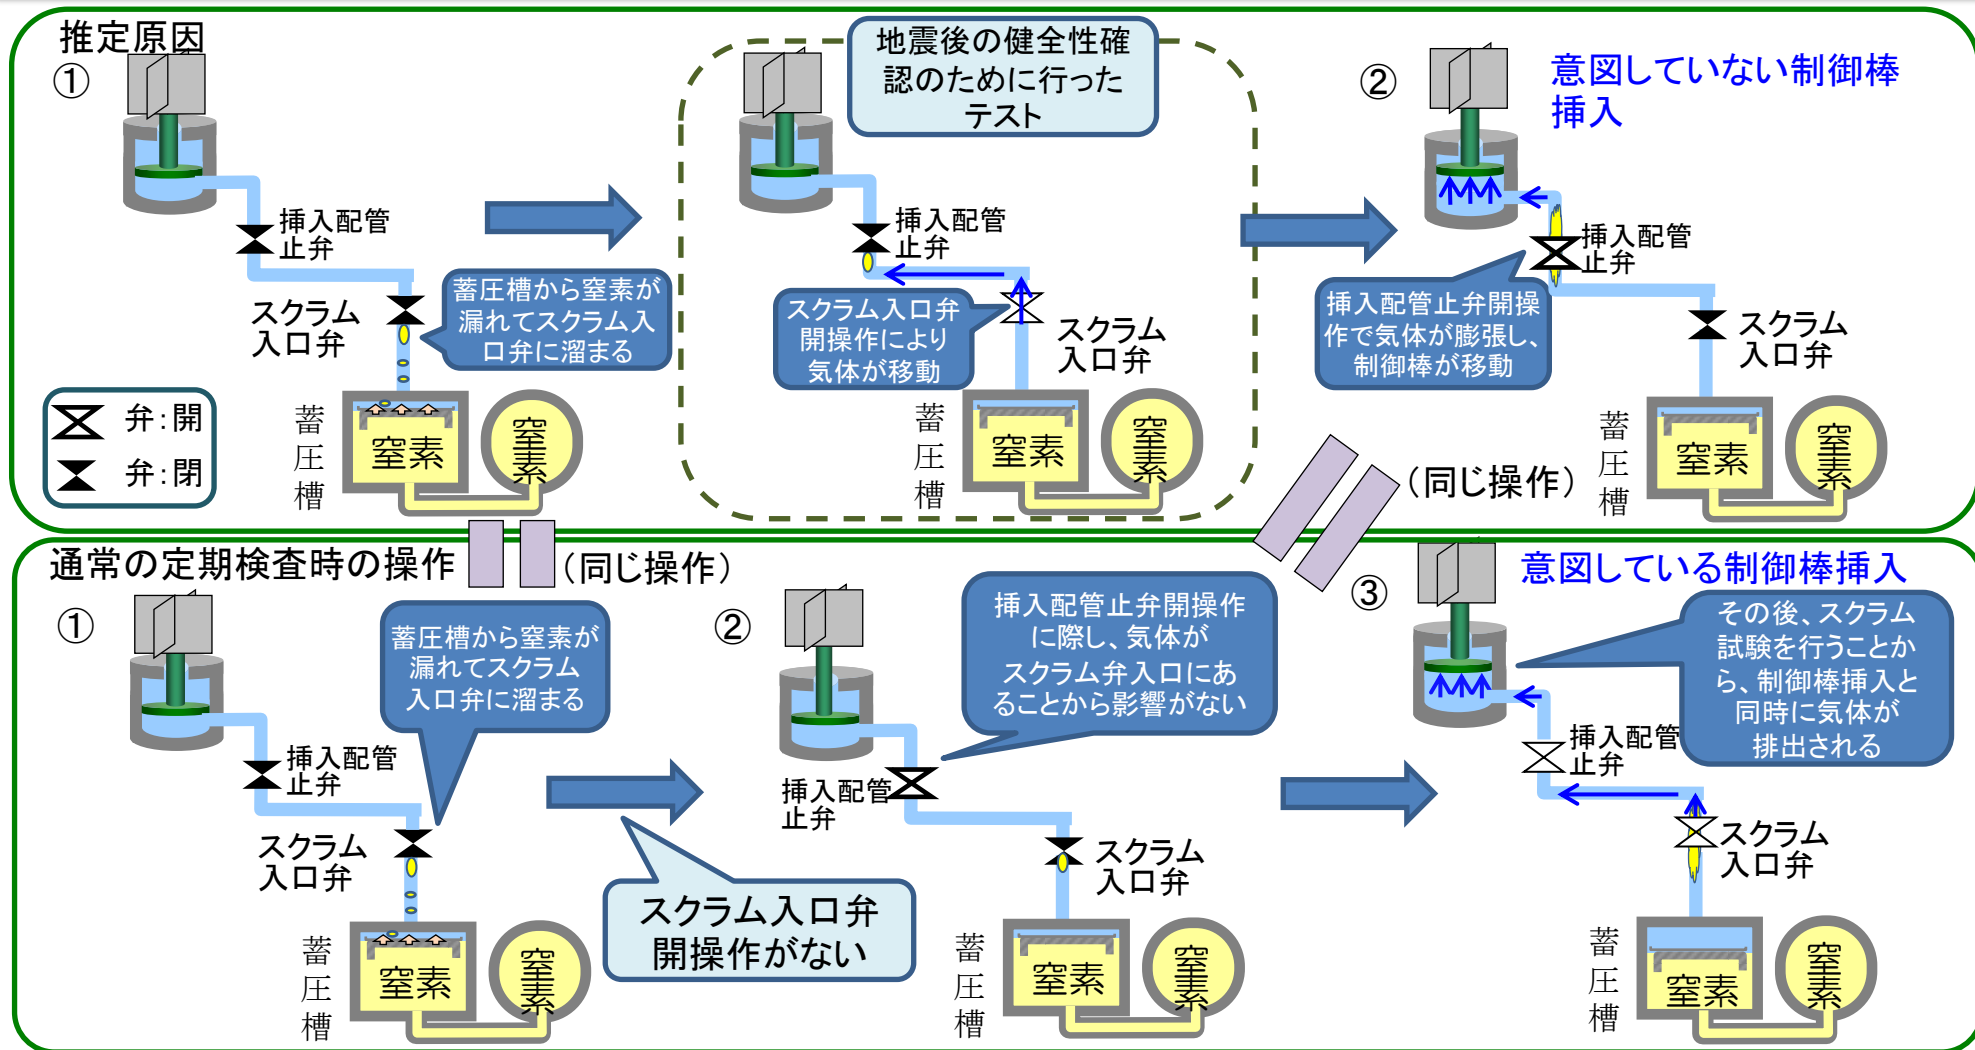 推定原因
①
挿入配管
止弁
スクラム
入口弁
蓄圧槽から窒素が
漏れてスクラム入
口弁に溜まる
弁：開
弁：閉
蓄圧槽
窒素
窒素
地震後の健全性確
認のために行った
テスト
挿入配管
止弁
スクラム入口弁
開操作により
気体が移動
スクラム
入口弁
蓄圧槽
窒素
窒素
②
意図していない制御棒
挿入
挿入配管
止弁
挿入配管止弁開操
作で気体が膨張し、
制御棒が移動
スクラム
入口弁
蓄圧槽
窒素
窒素
（同じ操作）
通常の定期検査時の操作
（同じ操作）
①
蓄圧槽から窒素が
漏れてスクラム
入口弁に溜まる
挿入配管
止弁
スクラム
入口弁
蓄圧槽
窒素
窒素
スクラム入口弁
開操作がない
②
挿入配管止弁開操作
に際し、気体が
スクラム弁入口にあ
ることから影響がない
挿入配管
止弁
スクラム
入口弁
蓄圧槽
窒素
窒素
③
意図している制御棒挿入
その後、スクラム
試験を行うことか
ら、制御棒挿入と
同時に気体が
排出される
挿入配管
止弁
スクラム
入口弁
蓄圧槽
窒素
窒素